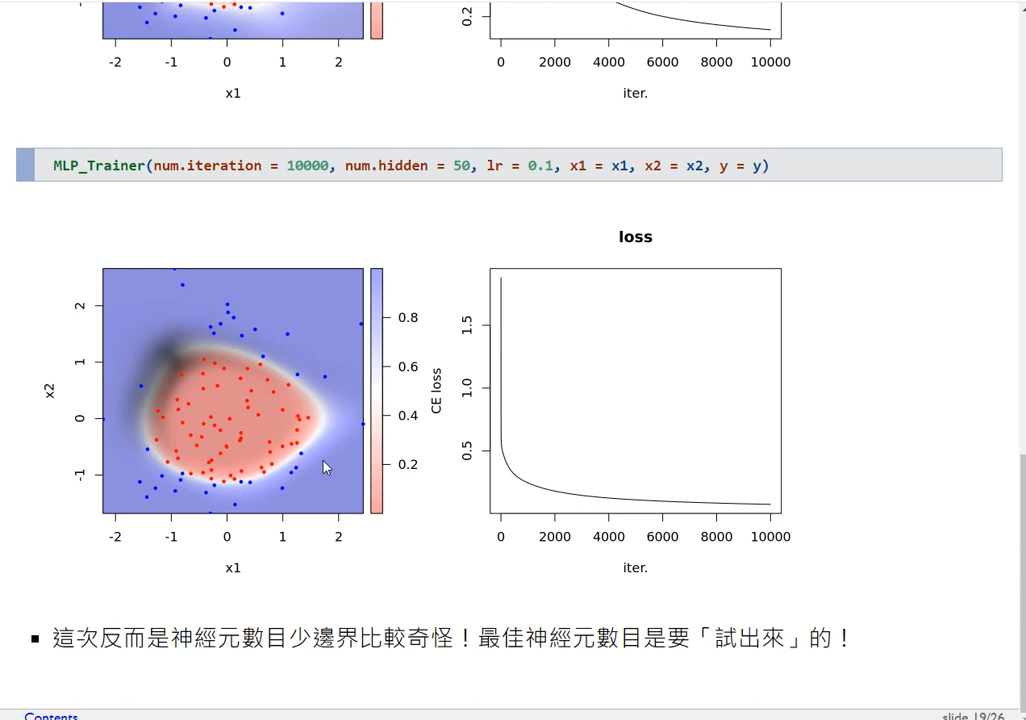 0.2
-2 -1 0 1 2
x1
0 2000 4000 6000 8000 10000
iter.
MLP_Trainer(num.iteration = 10000, num.hidden = 50, lr = 0.1, x1 = x1, x2 = x2, y = y)
loss
x2
2
1
0
-1
-2 -1 0 1 2
x1
0.8
0.6
0.4
0.2
CE loss
1.5
1.0
0.5
0 2000 4000 6000 8000 10000
iter.
▪ 這次反而是神經元數目少邊界比較奇怪！最佳神經元數目是要「試出來」的！
Contents
slide 19/26